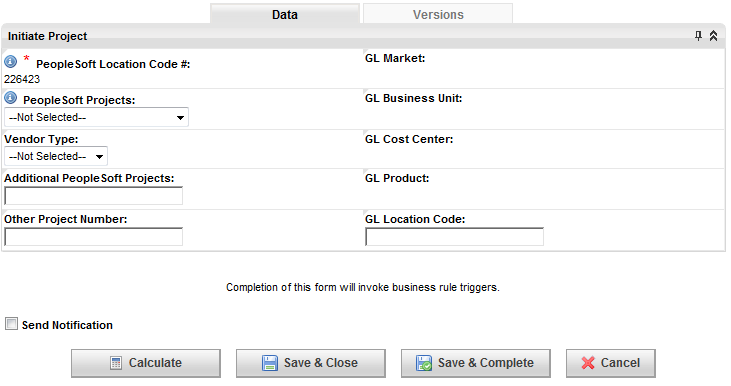 Data Versions
Initiate Project
* PeopleSoft Location Code #: GL Market:
226423
PeopleSoft Projects: GL Business Unit:
--Not Selected--
Vendor Type: GL Cost Center:
--Not Selected--
Additional PeopleSoft Projects: GL Product:
Other Project Number: GL Location Code:
Completion of this form will invoke business rule triggers.
Send Notification
Calculate Save & Close Save & Complete Cancel